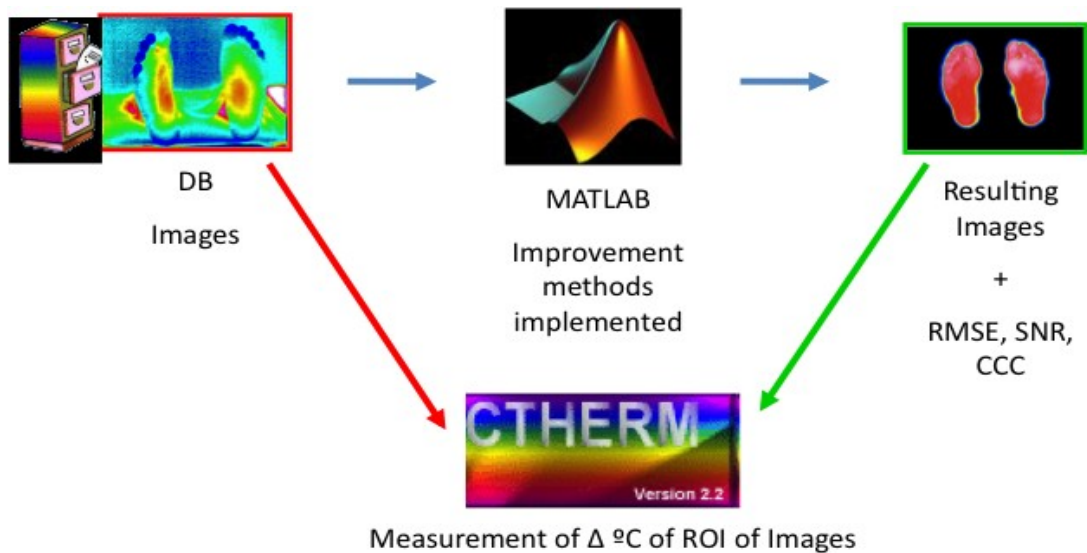 DB
Images
MATLAB
Improvement
methods
implemented
Resulting
Images
+
RMSE, SNR,
CCC
CTHERM
Version 2.2
Measurement of Δ ºC of ROI of Images